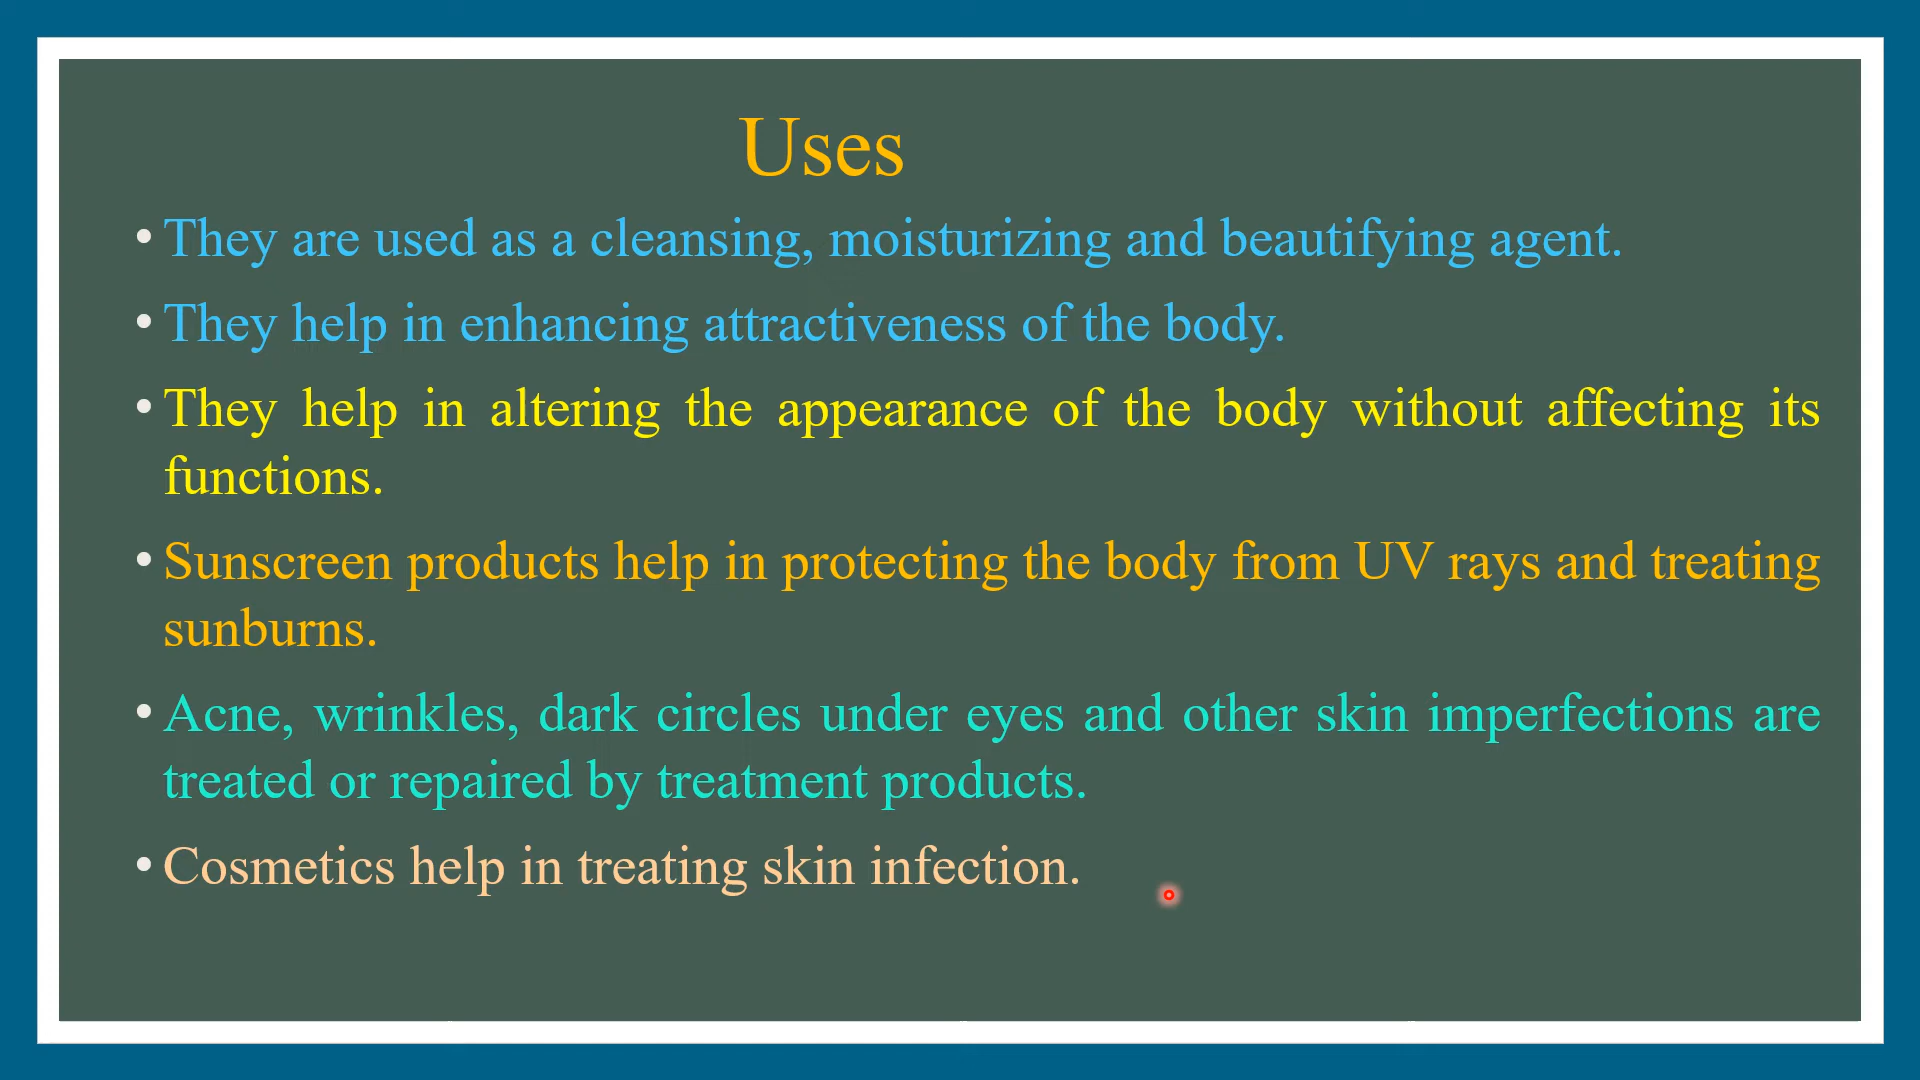 Uses
• They are used as a cleansing, moisturizing and beautifying agent.
• They help in enhancing attractiveness of the body.
• They help in altering the appearance of the body without affecting its
functions.
• Sunscreen products help in protecting the body from UV rays and treating
sunburns.
• Acne, wrinkles, dark circles under eyes and other skin imperfections are
treated or repaired by treatment products.
• Cosmetics help in treating skin infection.